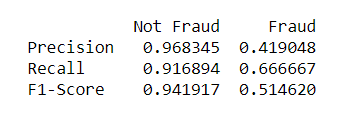 Not Fraud Fraud
Precision 0.968345 0.419048
Recall 0.916894 0.666667
F1-Score 0.941917 0.514620